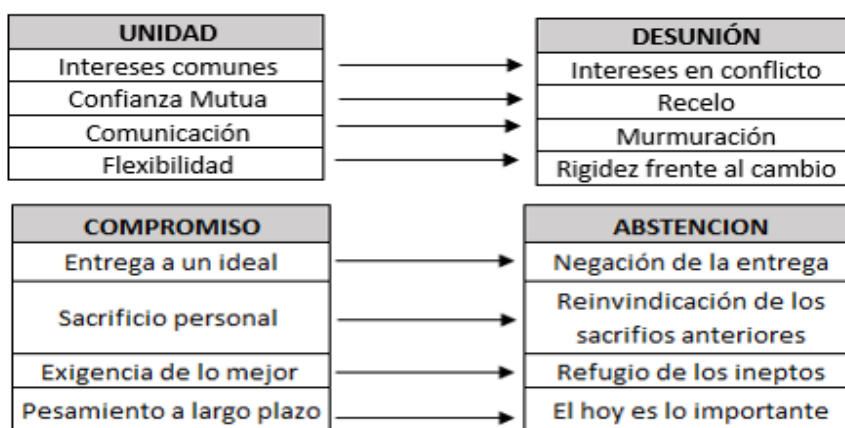 UNIDAD
Intereses comunes
Confianza Mutua
Comunicación
Flexibilidad
DESUNIÓN
Intereses en conflicto
Recelo
Murmuración
Rigidez frente al cambio
COMPROMISO
Entrega a un ideal
Sacrificio personal
Exigencia de lo mejor
Pesamiento a largo plazo
ABSTENCION
Negación de la entrega
Reinvindicación de los
sacrifios anteriores
Refugio de los ineptos
El hoy es lo importante